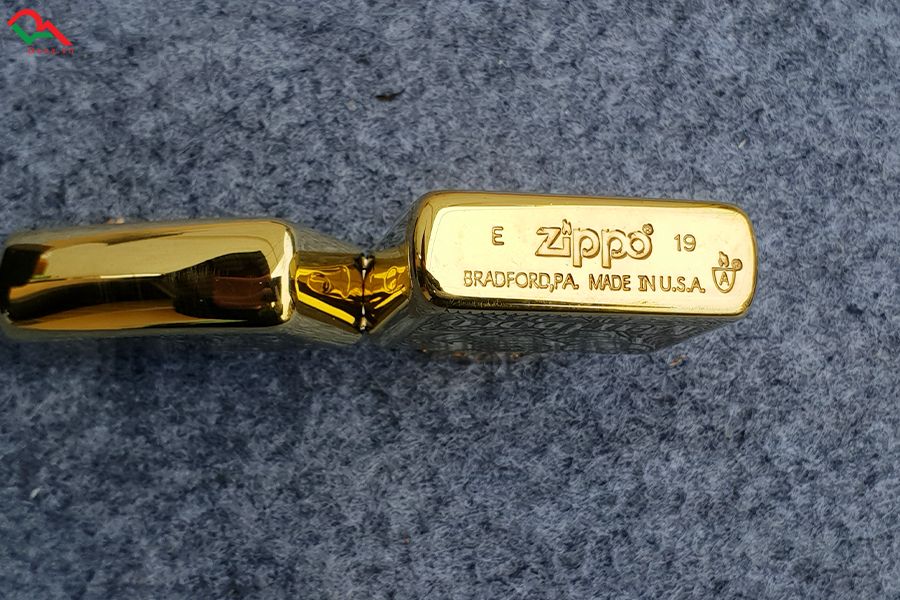 E zippo® 19
BRADFORD,PA. MADE IN U.S.A.
A